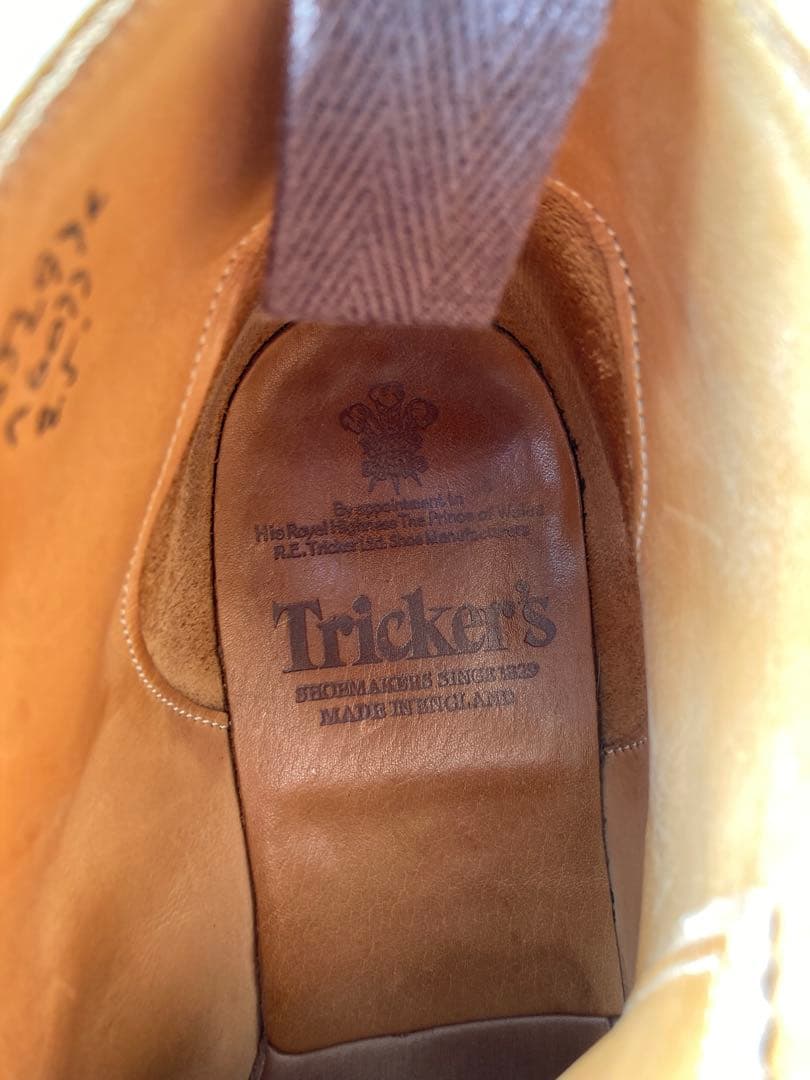 By appointment to
His Royal Highness The Prince of Wales
R.E. Tricker Ltd. Shoe Manufacturers
Tricker's
SHOEMAKERS SINCE 1829
MADE IN ENGLAND